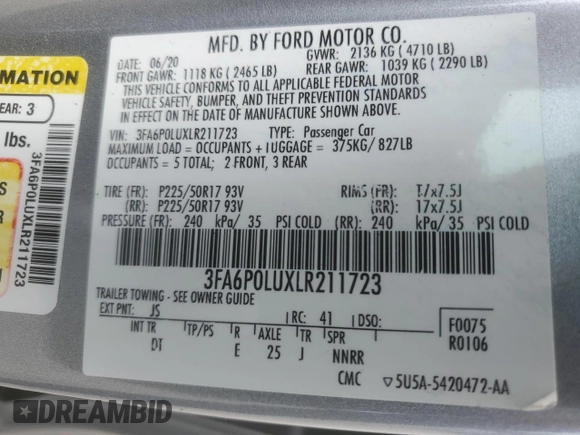 RMATION
EAR: 3
lbs.
S
R
3FA6P0LUXLR211723
MFD. BY FORD MOTOR CO.
DATE: 06/20 GVWR: 2136 KG ( 4710 LB)
FRONT GAWR: 1118 KG ( 2465 LB) REAR GAWR: 1039 KG ( 2290 LB)
THIS VEHICLE CONFORMS TO ALL APPLICABLE FEDERAL MOTOR
VEHICLE SAFETY, BUMPER, AND THEFT PREVENTION STANDARDS
IN EFFECT ON THE DATE OF MANUFACTURE SHOWN ABOVE.
VIN: 3FA6P0LUXLR211723 TYPE: Passenger Car
MAXIMUM LOAD = OCCUPANTS + LUGGAGE = 375KG/ 827LB
OCCUPANTS = 5 TOTAL; 2 FRONT, 3 REAR
TIRE (FR): P225/50R17 93V RIMS (FR): 17x7.5J
(RR): P225/50R17 93V (RR): 17x7.5J
PRESSURE (FR): 240 kPa/ 35 PSI COLD (RR): 240 kPa/ 35 PSI COLD
3FA6P0LUXLR211723
TRAILER TOWING - SEE OWNER GUIDE
EXT PNT: JS RC: 41 DSO:
INT TR TP/PS R AXLE TR SPR
DT E 25 J NNRR
F0075
R0106
CMC 5U5A-5420472-AA
DREAMBID